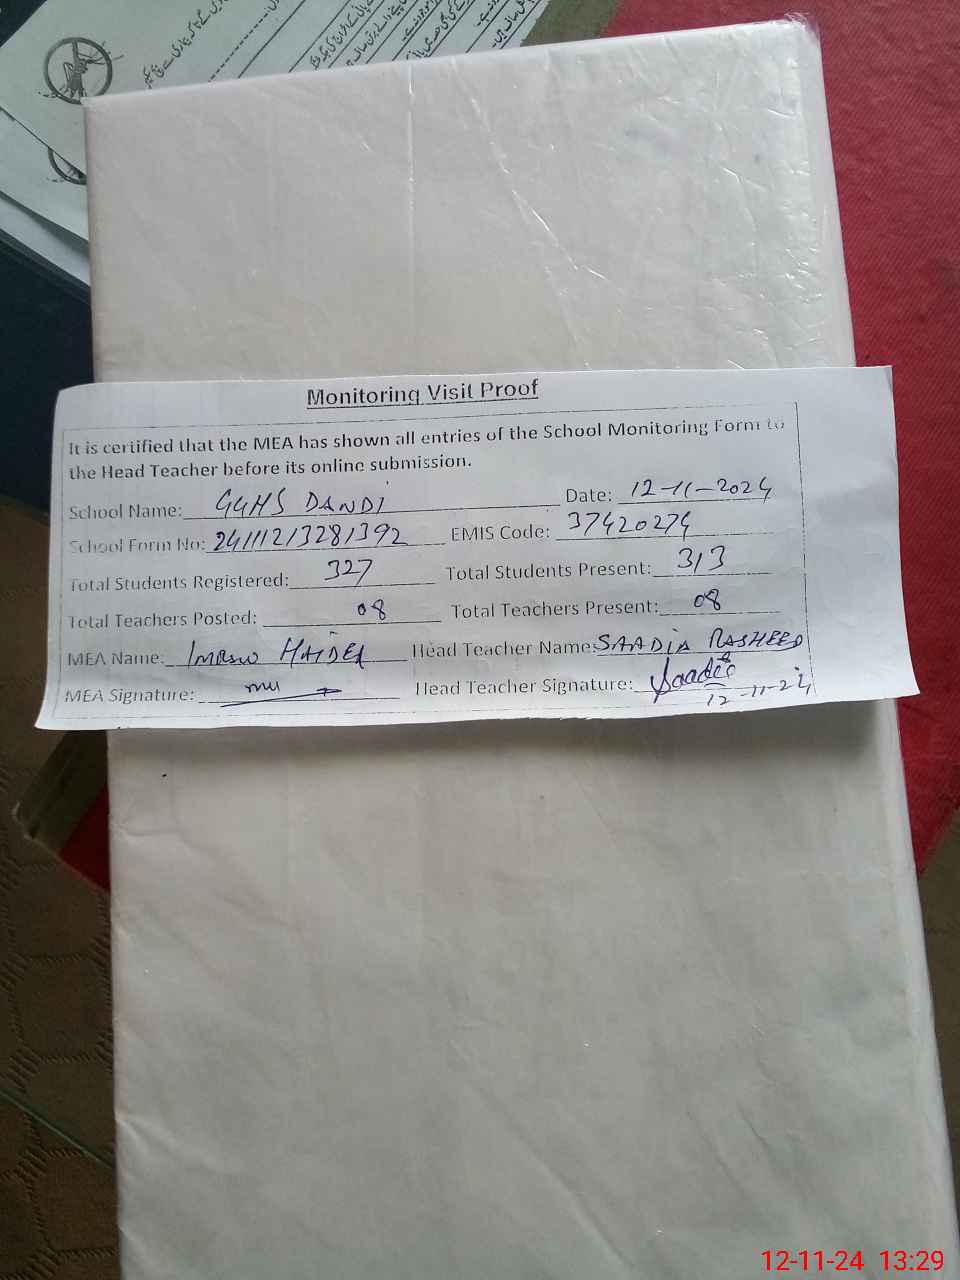 Monitoring Visit Proof
It is certified that the MEA has shown all entries of the School Monitoring Form to
the Head Teacher before its online submission.
School Name: GGHS DANDI Date: 12-11-2024
School Form No: 24111213281392 EMIS Code: 37420274
Total Students Registered: 327 Total Students Present: 313
Total Teachers Posted: 08 Total Teachers Present: 08
MEA Name: IMRAN HAIDER Head Teacher Name: SAADIA RASHEED
MEA Signature: Head Teacher Signature: Saadia
12-11-24
12-11-24 13:29